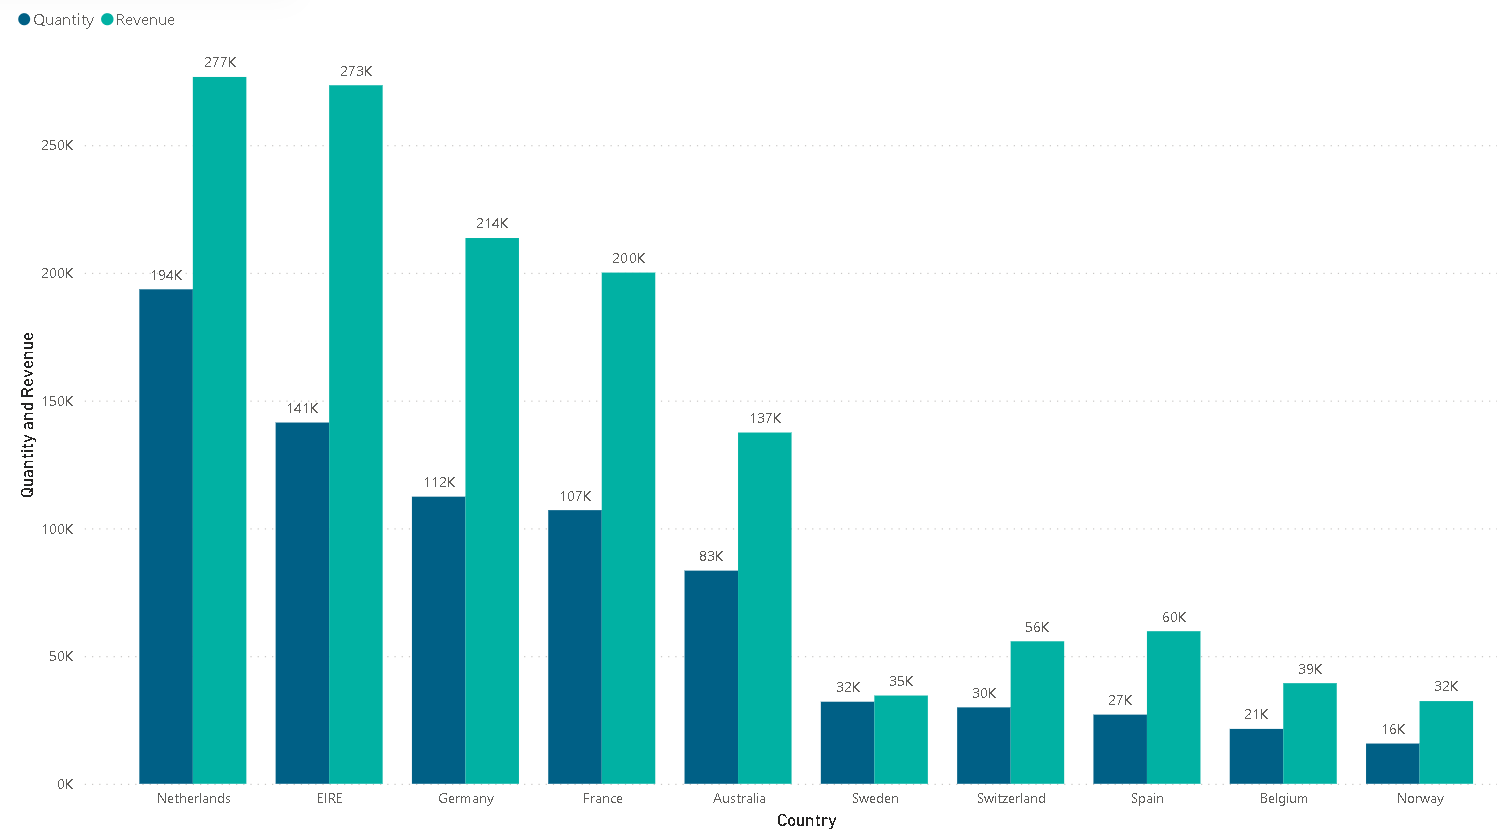 Quantity Revenue
277K
273K
250K
214K
200K
200K
194K
150K
141K
137K
112K
107K
100K
83K
60K
56K
50K
39K
32K
35K
32K
30K
27K
21K
16K
0K
Netherlands EIRE Germany France Australia Sweden Switzerland Spain Belgium Norway
Country
Quantity and Revenue